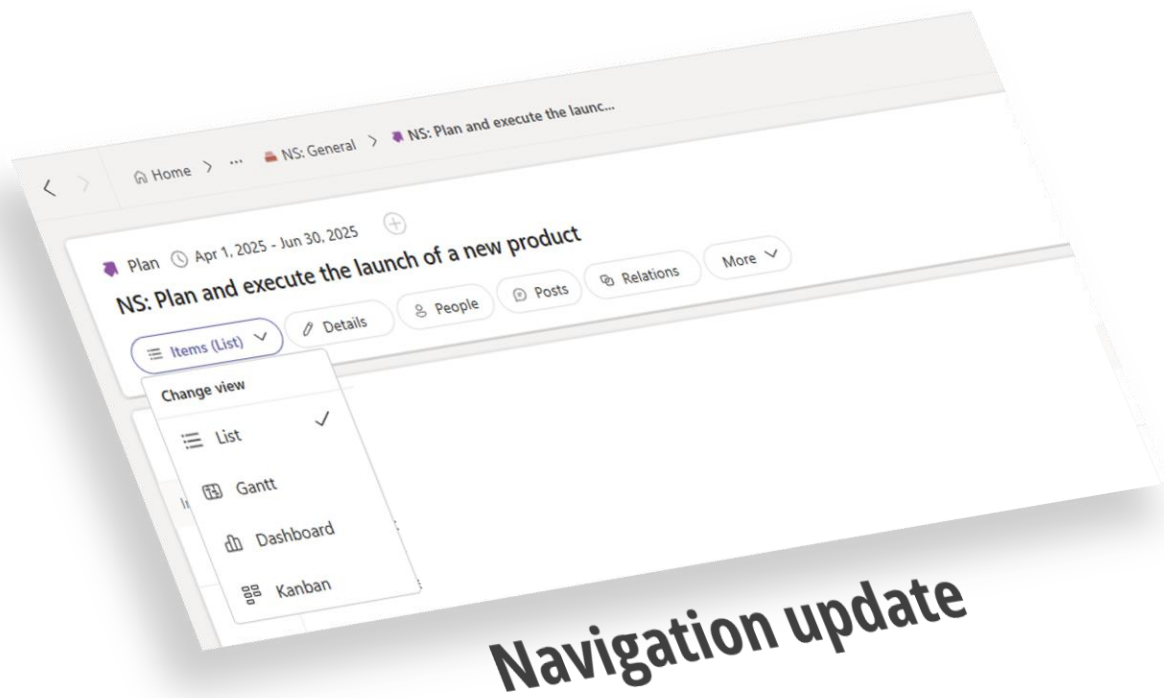 Home > ... NS: General > NS: Plan and execute the launc...
Plan Apr 1, 2025 - Jun 30, 2025
NS: Plan and execute the launch of a new product
Items (List) Details People Posts Relations More
Change view
List
Gantt
Dashboard
Kanban
Navigation update